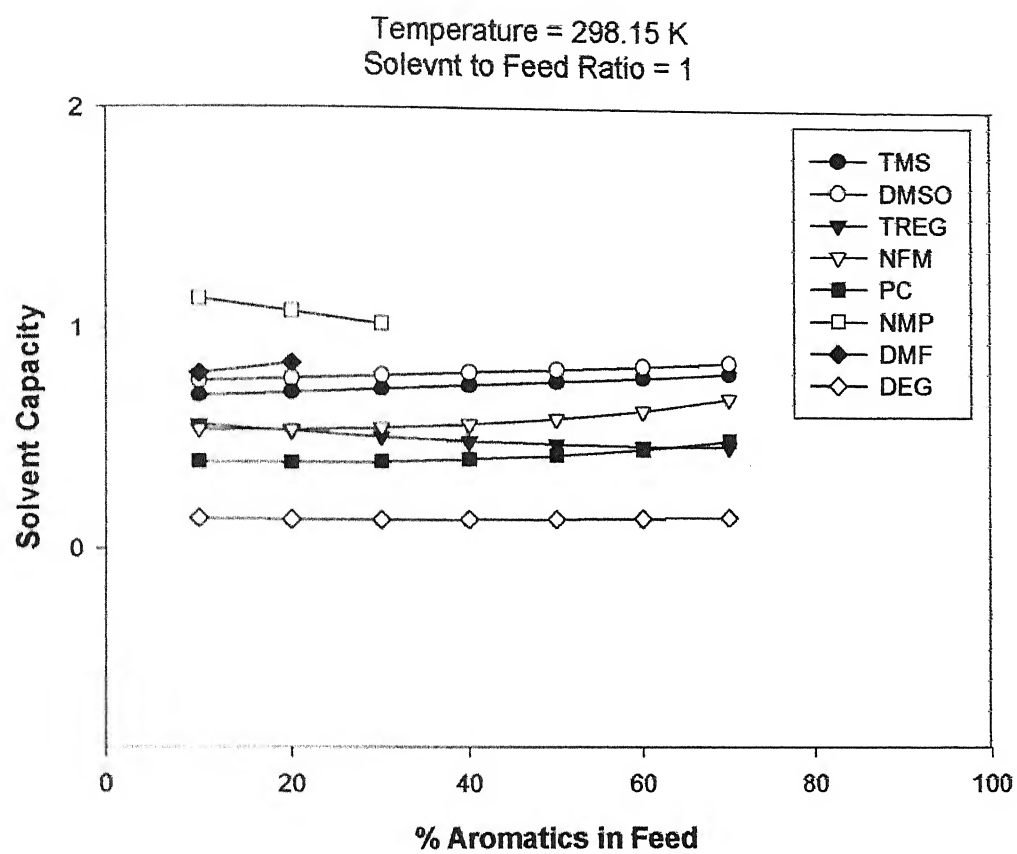 Temperature = 298.15 K
Solevnt to Feed Ratio = 1
2
1
0
Solvent Capacity
TMS
DMSO
TREG
NFM
PC
NMP
DMF
DEG
0 20 40 60 80 100
% Aromatics in Feed